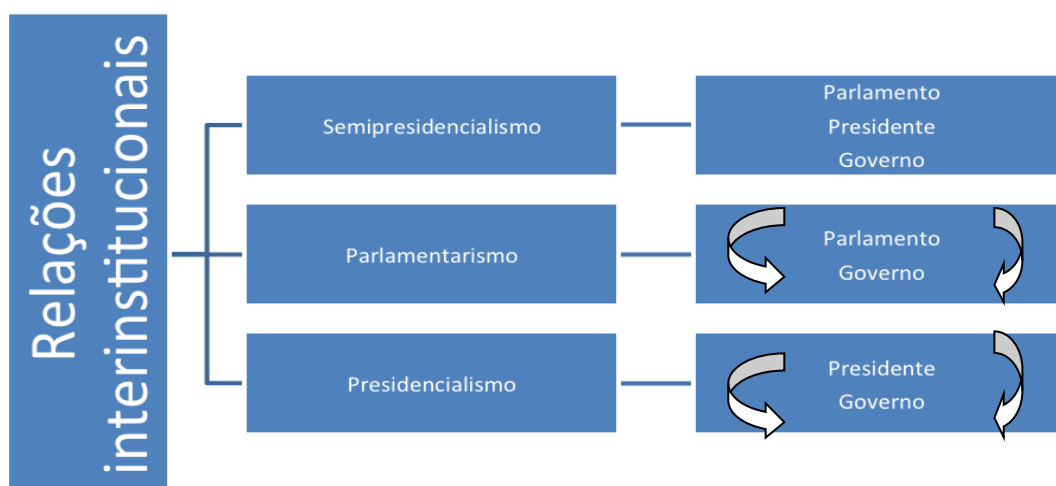 Relações
interinstitucionais
Semipresidencialismo
Parlamento
Presidente
Governo
Parlamentarismo
Parlamento
Governo
Presidencialismo
Presidente
Governo